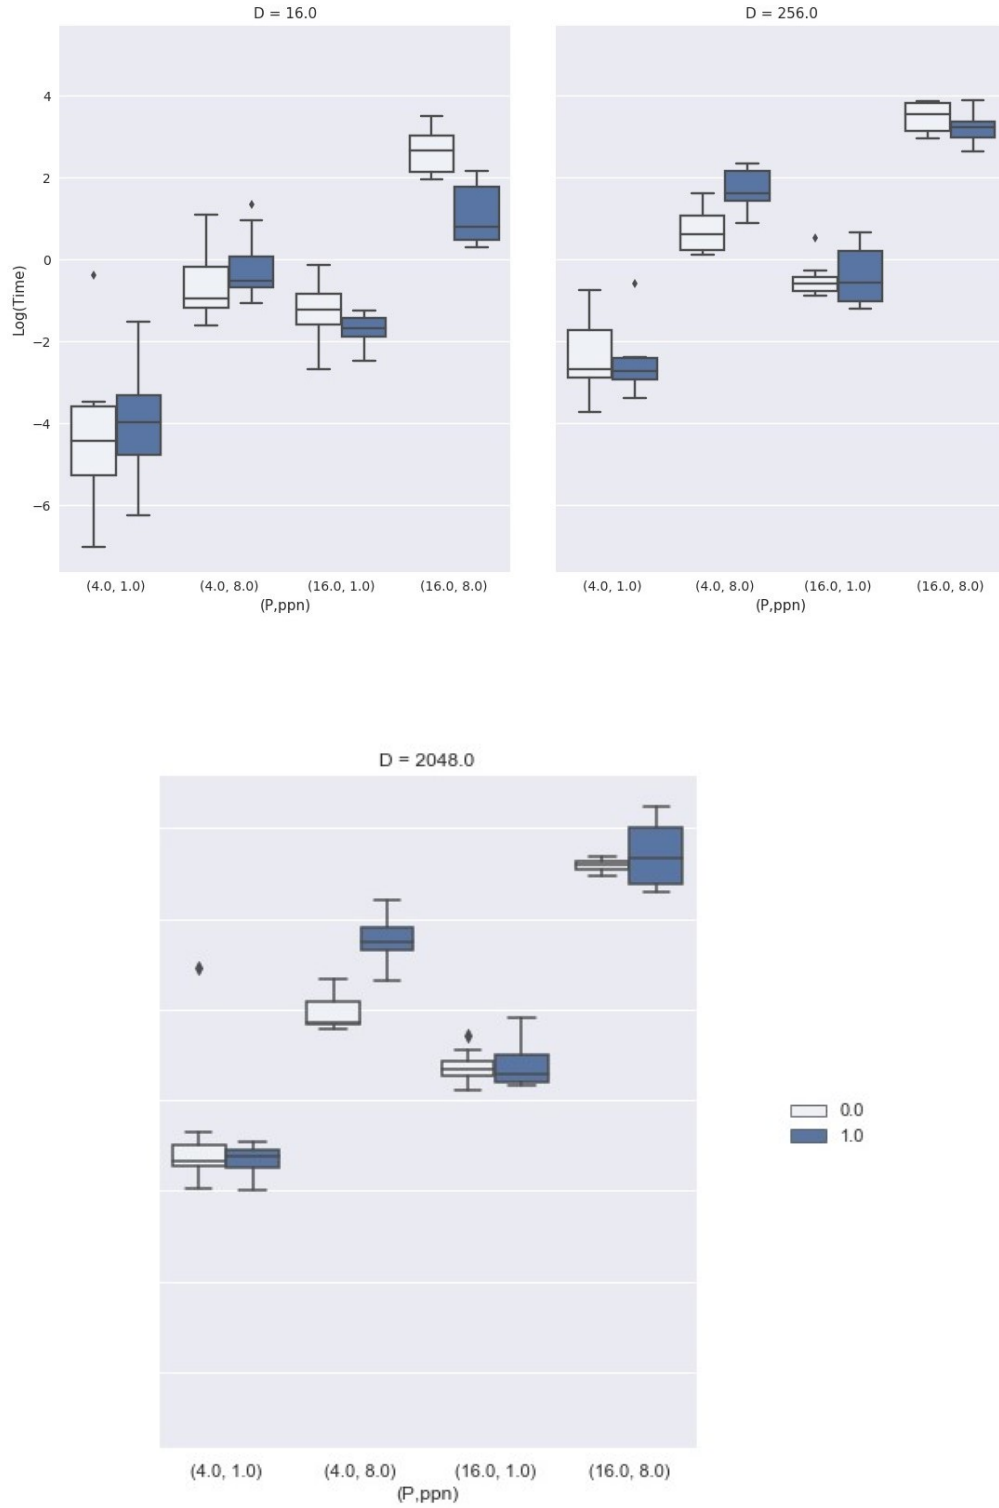 D = 16.0
D = 256.0
Log(Time)
4
2
0
−2
−4
−6
(4.0, 1.0) (4.0, 8.0) (16.0, 1.0) (16.0, 8.0)
(P,ppn)
(4.0, 1.0) (4.0, 8.0) (16.0, 1.0) (16.0, 8.0)
(P,ppn)
D = 2048.0
0.0
1.0
(4.0, 1.0) (4.0, 8.0) (16.0, 1.0) (16.0, 8.0)
(P,ppn)